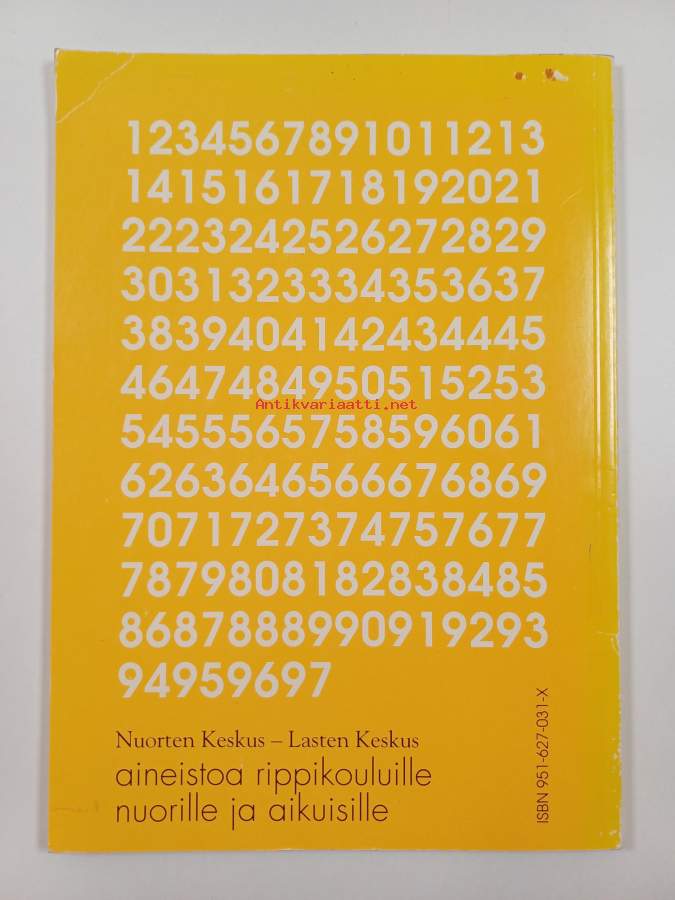 12345678910111213
1415161718192021
2223242526272829
3031323334353637
3839404142434445
4647484950515253
Antikvariaatti.net
5455565758596061
6263646566676869
7071727374757677
7879808182838485
8687888990919293
94959697
Nuorten Keskus – Lasten Keskus
aineistoa rippikouluille
nuorille ja aikuisille
ISBN 951-627-031-X